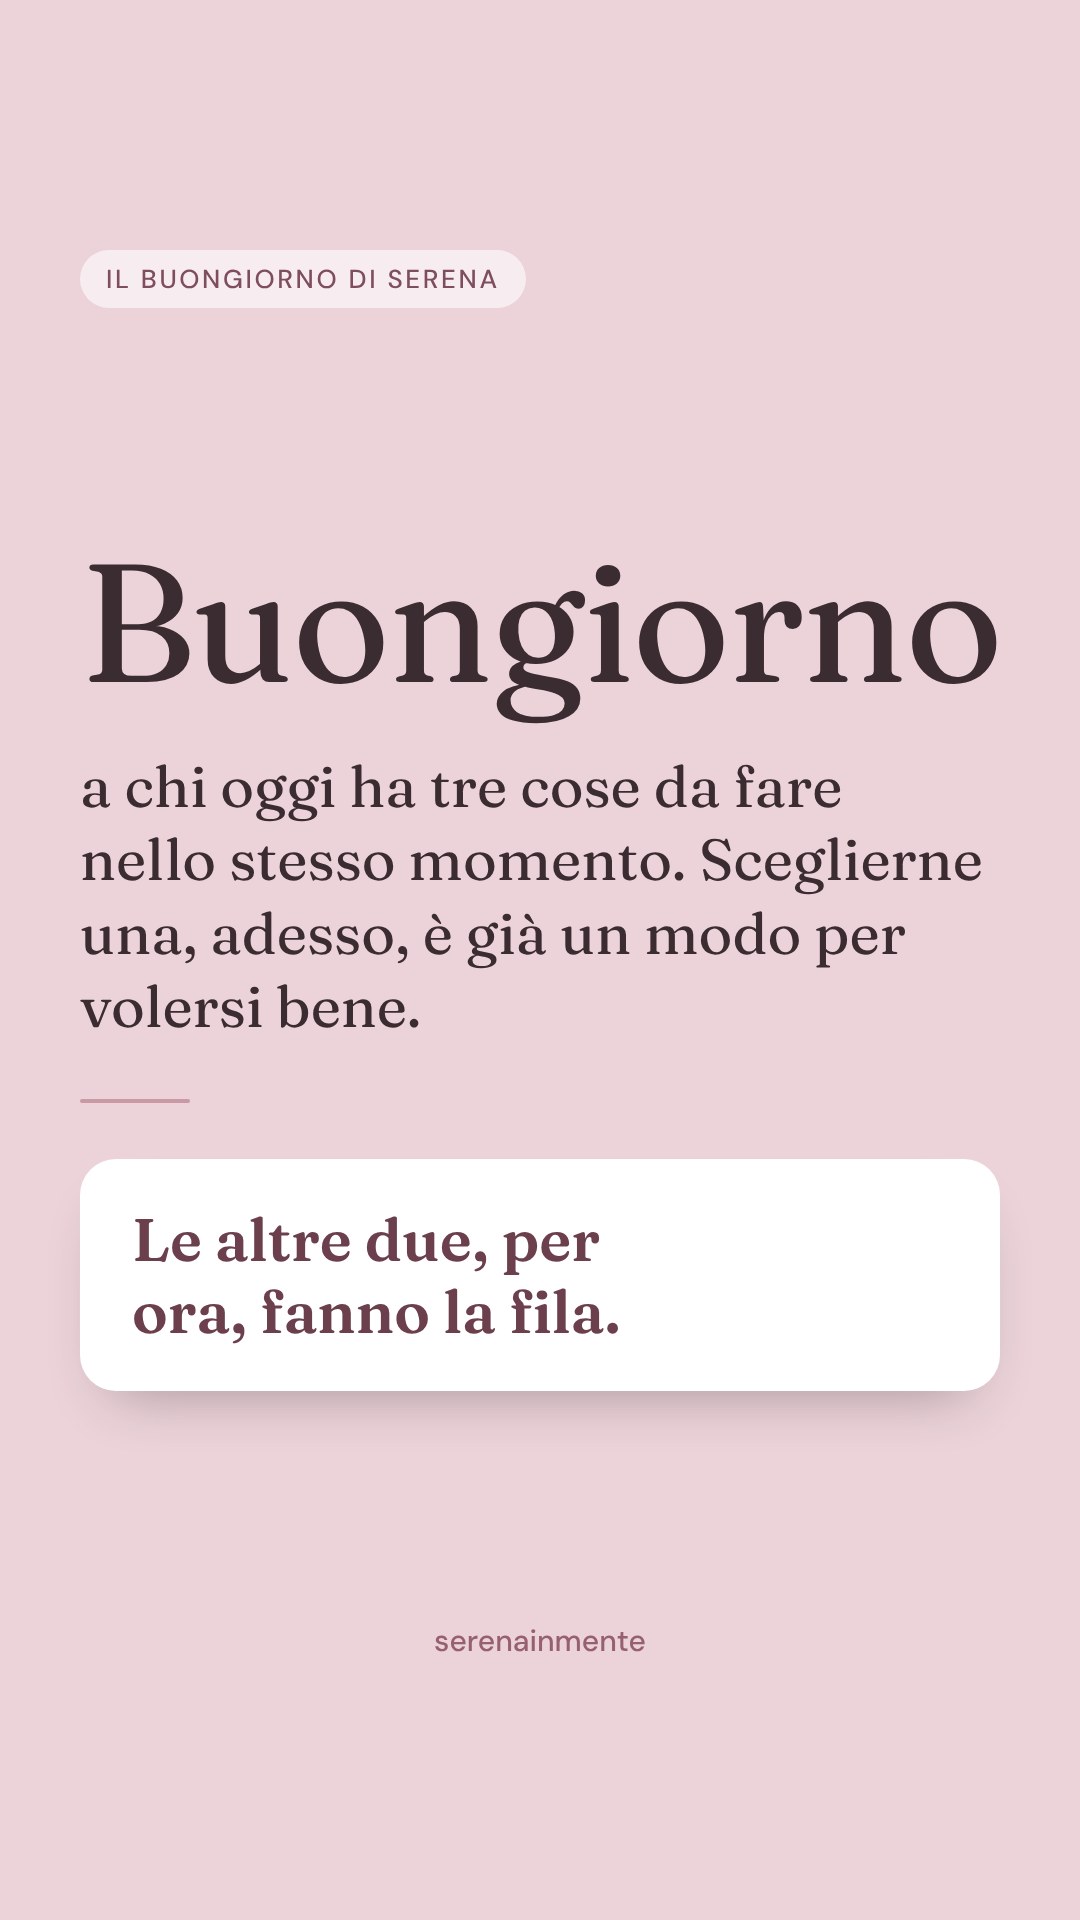 IL BUONGIORNO DI SERENA
Buongiorno
a chi oggi ha tre cose da fare
nello stesso momento. Sceglierne
una, adesso, è già un modo per
volersi bene.
Le altre due, per
ora, fanno la fila.
serenainmente